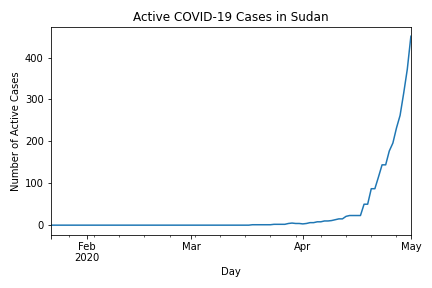 Active COVID-19 Cases in Sudan
Number of Active Cases
400
300
200
100
0
Feb
2020
Mar
Apr
May
Day